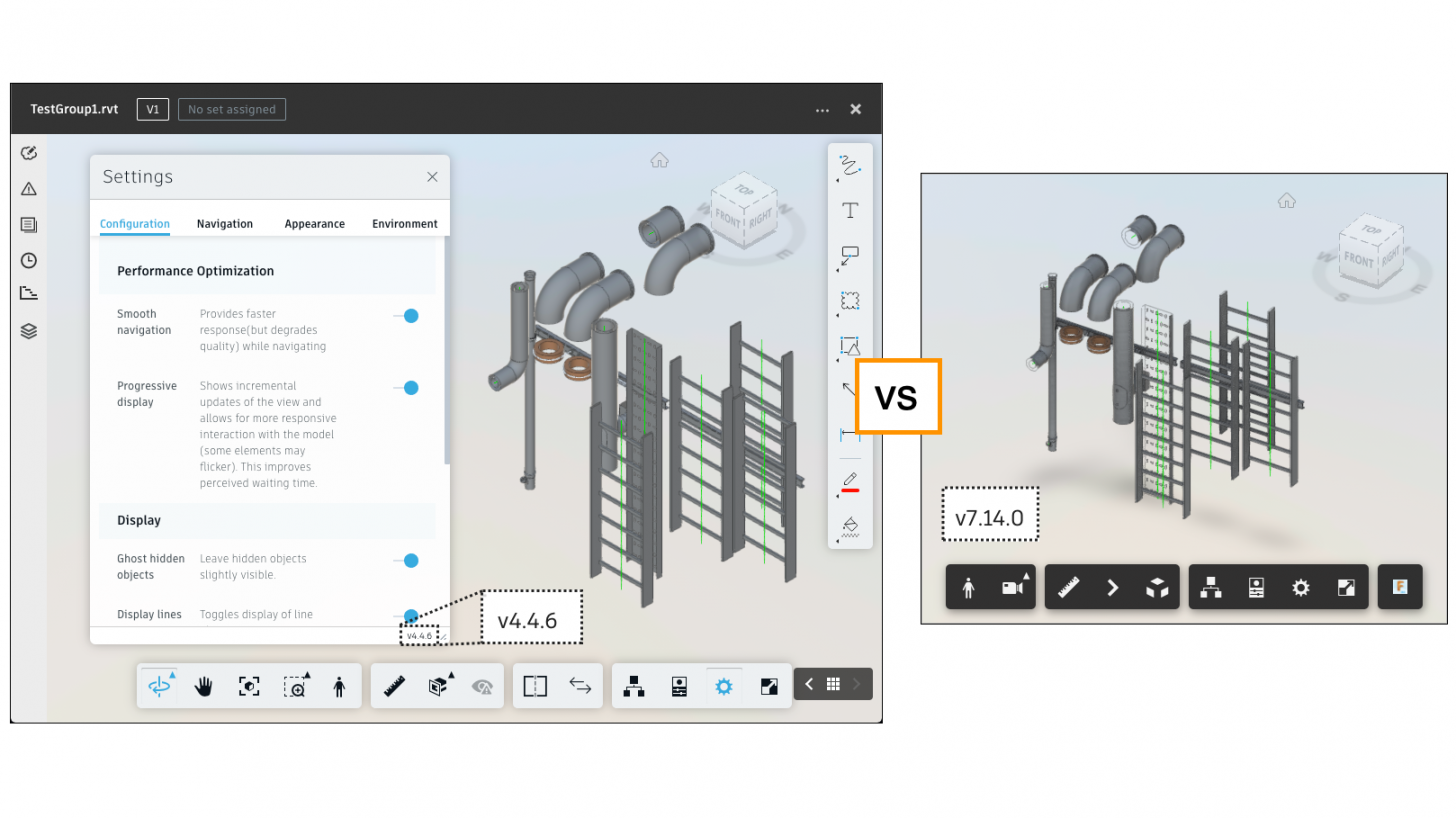 TestGroup1.rvt V1 No set assigned
Settings
Configuration Navigation Appearance Environment
Performance Optimization
Smooth
navigation
Provides faster
response(but degrades
quality) while navigating
Progressive
display
Shows incremental
updates of the view and
allows for more responsive
interaction with the model
(some elements may
flicker). This improves
perceived waiting time.
Display
Ghost hidden
objects
Leave hidden objects
slightly visible.
Display lines Toggles display of line
v4.4.6
v4.4.6
TOP
FRONT RIGHT
W N
E
T
VS
TOP
FRONT RIGHT
S E
v7.14.0
F